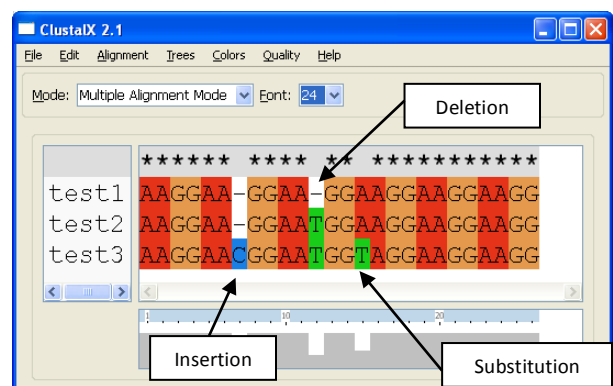 ClustalX 2.1
File Edit Alignment Trees Colors Quality Help
Mode: Multiple Alignment Mode Font: 24
Deletion
****** **** ** ***********
test1 AAGGAA-GGAA-GGAAGGAAGGAAGG
test2 AAGGAA-GGAATGGAAGGAAGGAAGG
test3 AAGGAACGGAATGGTAGGAAGGAAGG
1 10 20
Insertion
Substitution